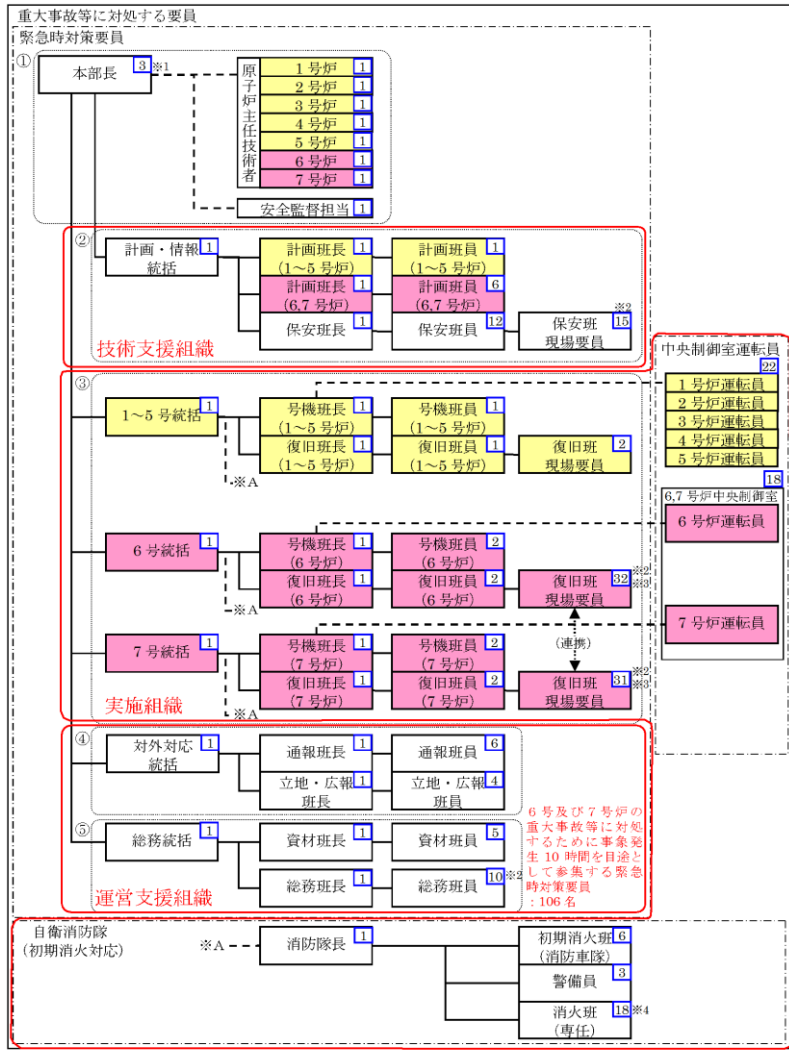 重大事故等に対処する要員
緊急時対策要員
①
本部長 3 ※1
原子炉主任技術者
1号炉 1
2号炉 1
3号炉 1
4号炉 1
5号炉 1
6号炉 1
7号炉 1
安全監督担当 1
②
計画・情報 1
統括
計画班長 1
(1～5号炉)
計画班員 1
(1～5号炉)
計画班長 1
(6,7号炉)
計画班員 6
(6,7号炉)
保安班長 1
保安班員 12
※2
保安班 15
現場要員
技術支援組織
中央制御室運転員
22
1号炉運転員
2号炉運転員
3号炉運転員
4号炉運転員
5号炉運転員
18
6,7号炉中央制御室
6号炉運転員
7号炉運転員
③
1～5号統括 1
※A
号機班長 1
(1～5号炉)
号機班員 1
(1～5号炉)
復旧班長 1
(1～5号炉)
復旧班員 1
(1～5号炉)
復旧班 2
現場要員
6号統括 1
※A
号機班長 1
(6号炉)
号機班員 2
(6号炉)
復旧班長 1
(6号炉)
復旧班員 2
(6号炉)
復旧班 32
現場要員
※2
※3
(連携)
7号統括 1
※A
号機班長 1
(7号炉)
号機班員 2
(7号炉)
復旧班長 1
(7号炉)
復旧班員 2
(7号炉)
復旧班 31
現場要員
※2
※3
実施組織
④
対外対応 1
統括
通報班長 1
通報班員 6
立地・広報 1
班長
立地・広報 4
班員
⑤
総務統括 1
資材班長 1
資材班員 5
総務班長 1
総務班員 10 ※2
運営支援組織
6号及び7号炉の
重大事故等に対処
するために事象発
生10時間を目途と
して参集する緊急
時対策要員
：106名
自衛消防隊
(初期消火対応)
※A
消防隊長 1
初期消火班 6
(消防車隊)
警備員 3
消火班 18 ※4
(専任)